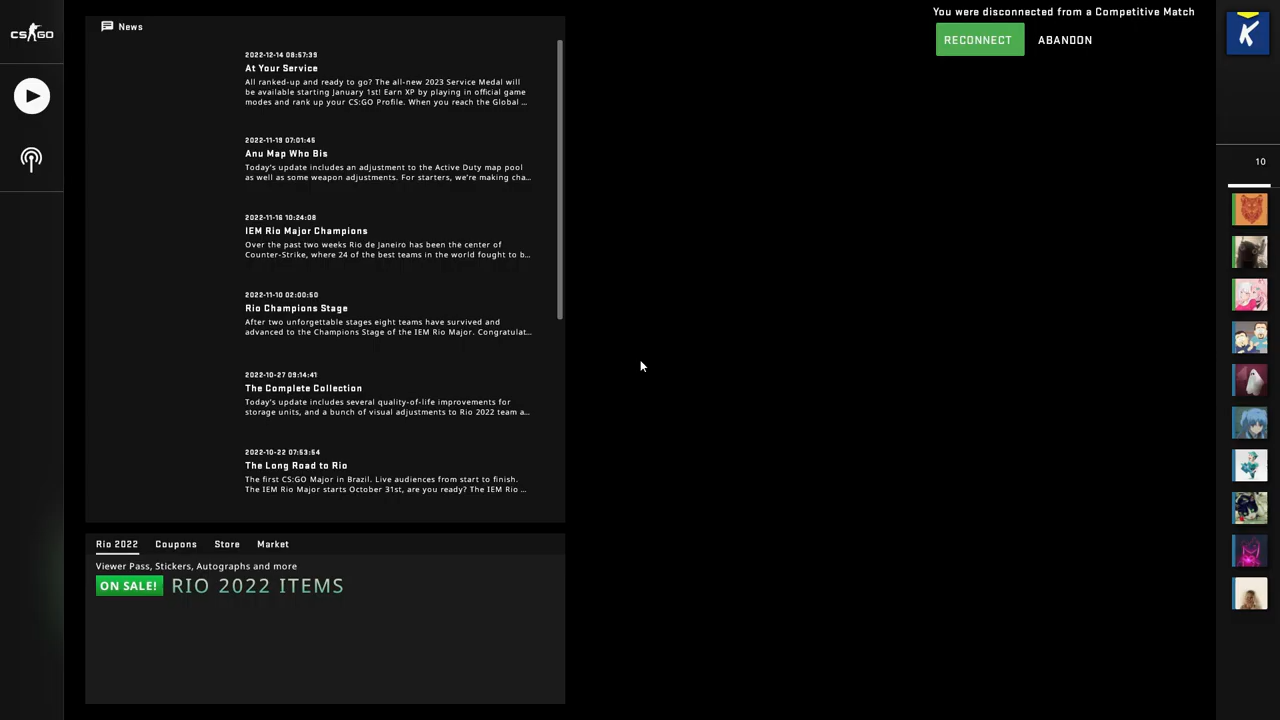 CS GO
News
2022-12-14 08:57:39
At Your Service
All ranked-up and ready to go? The all-new 2023 Service Medal will
be available starting January 1st! Earn XP by playing in official game
modes and rank up your CS:GO Profile. When you reach the Global ...
2022-11-19 07:01:45
Anu Map Who Bis
Today's update includes an adjustment to the Active Duty map pool
as well as some weapon adjustments. For starters, we're making cha...
2022-11-16 10:24:08
IEM Rio Major Champions
Over the past two weeks Rio de Janeiro has been the center of
Counter-Strike, where 24 of the best teams in the world fought to b...
2022-11-10 02:00:50
Rio Champions Stage
After two unforgettable stages eight teams have survived and
advanced to the Champions Stage of the IEM Rio Major. Congratulat...
2022-10-27 09:14:41
The Complete Collection
Today's update includes several quality-of-life improvements for
storage units, and a bunch of visual adjustments to Rio 2022 team a...
2022-10-22 07:53:54
The Long Road to Rio
The first CS:GO Major in Brazil. Live audiences from start to finish.
The IEM Rio Major starts October 31st, are you ready? The IEM Rio ...
Rio 2022 Coupons Store Market
Viewer Pass, Stickers, Autographs and more
ON SALE! RIO 2022 ITEMS
You were disconnected from a Competitive Match
RECONNECT ABANDON
K
10